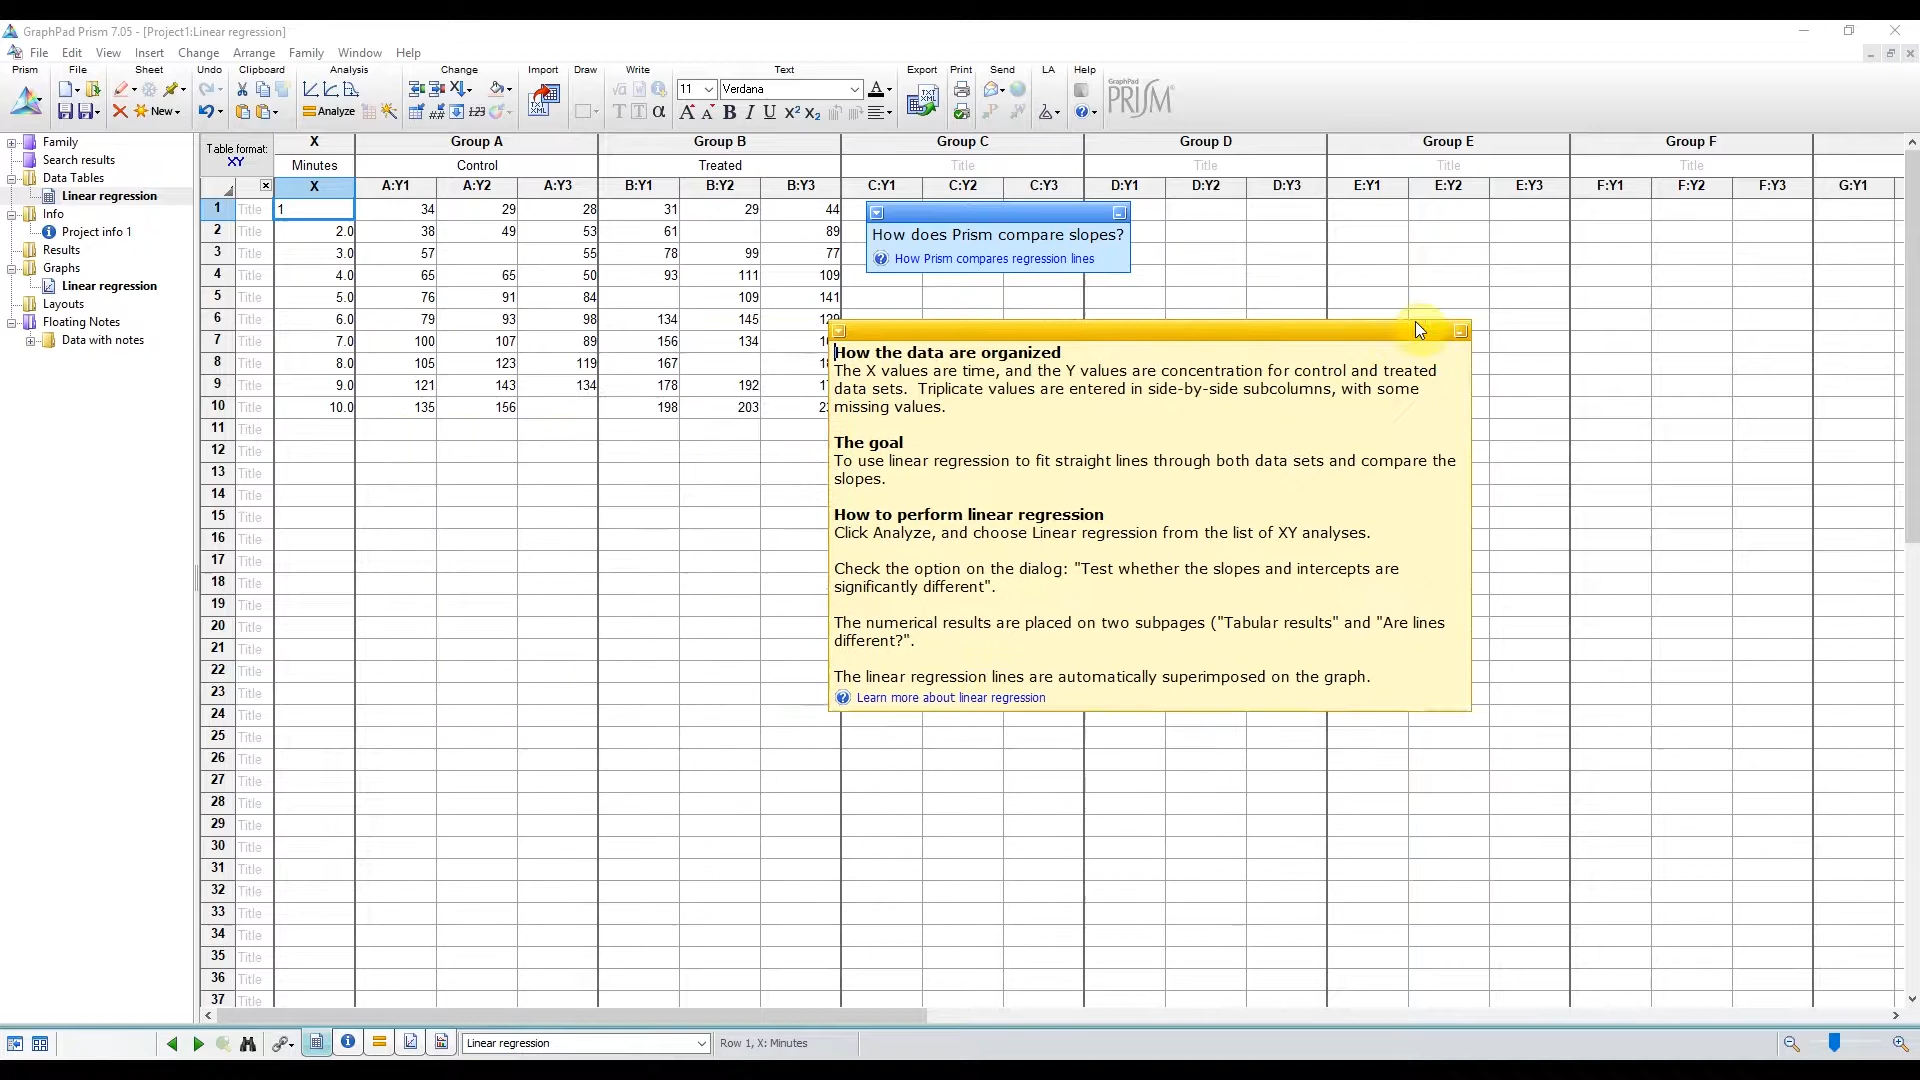 GraphPad Prism 7.05 - [Project1:Linear regression]
File Edit View Insert Change Arrange Family Window Help
Prism File Sheet Undo Clipboard Analysis Change Import Draw Write Text Export Print Send LA Help
11 Verdana
GraphPad
PRISM
Analyze
New
Family
Search results
Data Tables
Linear regression
Info
Project info 1
Results
Graphs
Linear regression
Layouts
Floating Notes
Data with notes
Table format:
XY
X Group A Group B Group C Group D Group E Group F
Minutes Control Treated Title Title Title Title
X A:Y1 A:Y2 A:Y3 B:Y1 B:Y2 B:Y3 C:Y1 C:Y2 C:Y3 D:Y1 D:Y2 D:Y3 E:Y1 E:Y2 E:Y3 F:Y1 F:Y2 F:Y3 G:Y1
1 Title 1 34 29 28 31 29 44
2 Title 2.0 38 49 53 61 89
3 Title 3.0 57 55 78 99 77
4 Title 4.0 65 65 50 93 111 109
5 Title 5.0 76 91 84 109 141
6 Title 6.0 79 93 98 134 145
7 Title 7.0 100 107 89 156 134
8 Title 8.0 105 123 119 167
9 Title 9.0 121 143 134 178 192
10 Title 10.0 135 156 198 203
11 Title
12 Title
13 Title
14 Title
15 Title
16 Title
17 Title
18 Title
19 Title
20 Title
21 Title
22 Title
23 Title
24 Title
25 Title
26 Title
27 Title
28 Title
29 Title
30 Title
31 Title
32 Title
33 Title
34 Title
35 Title
36 Title
37 Title
How does Prism compare slopes?
How Prism compares regression lines
How the data are organized
The X values are time, and the Y values are concentration for control and treated
data sets. Triplicate values are entered in side-by-side subcolumns, with some
missing values.
The goal
To use linear regression to fit straight lines through both data sets and compare the
slopes.
How to perform linear regression
Click Analyze, and choose Linear regression from the list of XY analyses.
Check the option on the dialog: "Test whether the slopes and intercepts are
significantly different".
The numerical results are placed on two subpages ("Tabular results" and "Are lines
different?".
The linear regression lines are automatically superimposed on the graph.
Learn more about linear regression
Linear regression
Row 1, X: Minutes